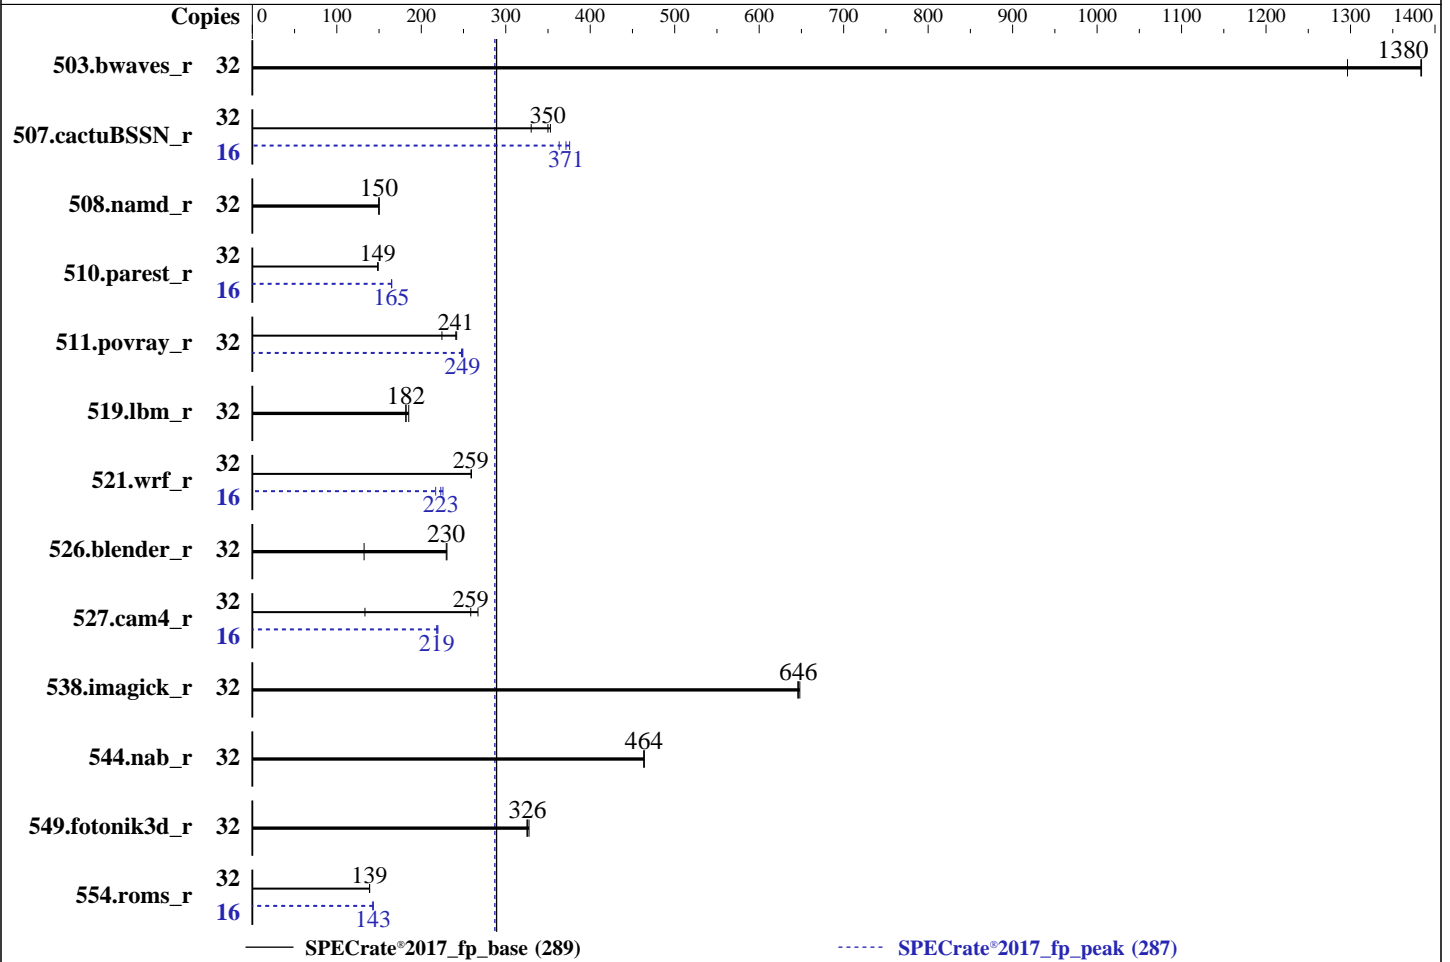 Copies 0 100 200 300 400 500 600 700 800 900 1000 1100 1200 1300 1400
503.bwaves_r 32 1380
507.cactuBSSN_r 32 350
16 371
508.namd_r 32 150
510.parest_r 32 149
16 165
511.povray_r 32 241
249
519.lbm_r 32 182
521.wrf_r 32 259
16 223
526.blender_r 32 230
527.cam4_r 32 259
16 219
538.imagick_r 32 646
544.nab_r 32 464
549.fotonik3d_r 32 326
554.roms_r 32 139
16 143
SPECrate®2017_fp_base (289) SPECrate®2017_fp_peak (287)